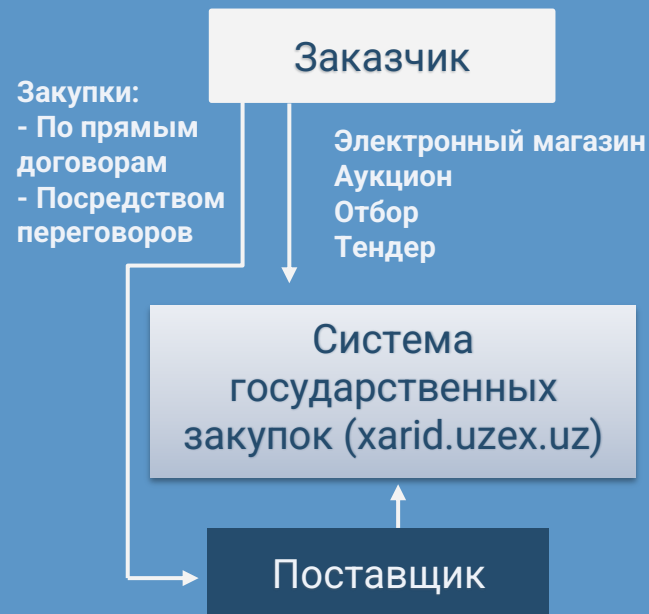 Заказчик
Закупки:
- По прямым
договорам
- Посредством
переговоров
Электронный магазин
Аукцион
Отбор
Тендер
Система
государственных
закупок (xarid.uzex.uz)
Поставщик